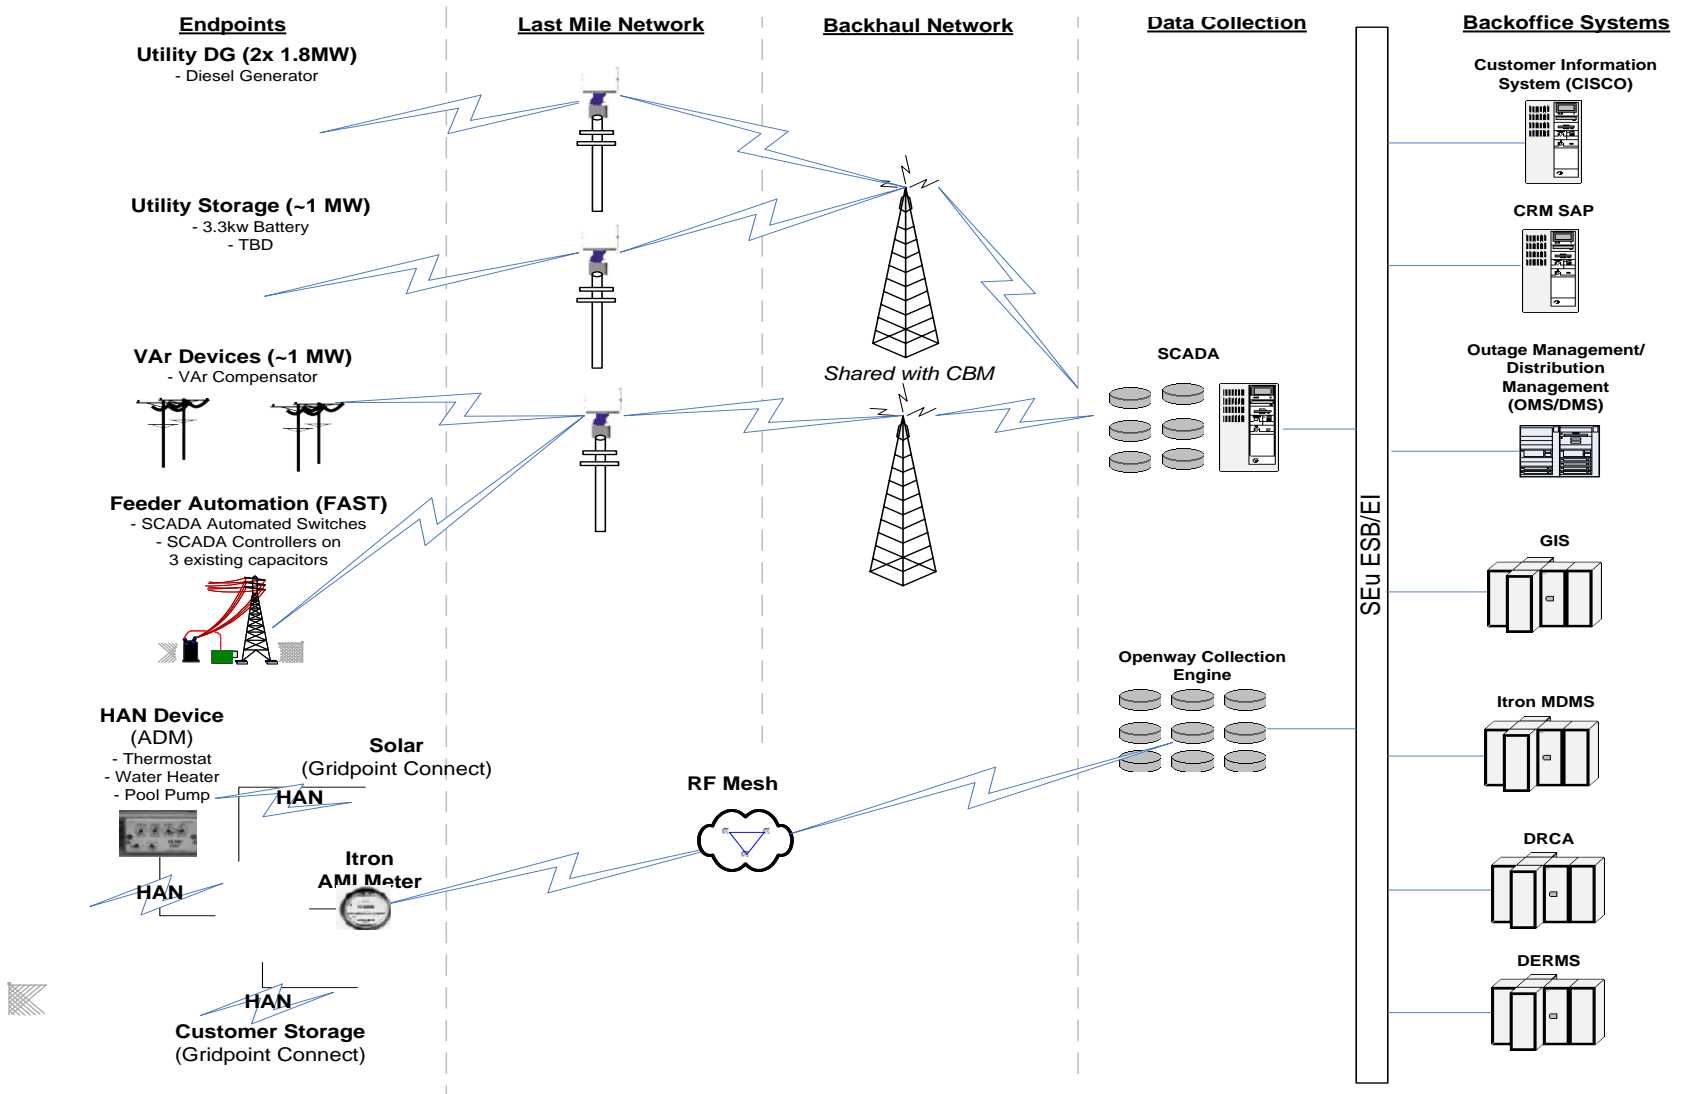 Endpoints
Last Mile Network
Backhaul Network
Data Collection
Backoffice Systems
Utility DG (2x 1.8MW)
- Diesel Generator
Utility Storage (~1 MW)
- 3.3kw Battery
- TBD
VAr Devices (~1 MW)
- VAr Compensator
Feeder Automation (FAST)
- SCADA Automated Switches
- SCADA Controllers on
3 existing capacitors
HAN Device
(ADM)
- Thermostat
- Water Heater
- Pool Pump
HAN
Solar
(Gridpoint Connect)
HAN
Itron
AMI Meter
HAN
Customer Storage
(Gridpoint Connect)
RF Mesh
Shared with CBM
SCADA
Openway Collection
Engine
SEu ESB/EI
Customer Information
System (CISCO)
CRM SAP
Outage Management/
Distribution
Management
(OMS/DMS)
GIS
Itron MDMS
DRCA
DERMS